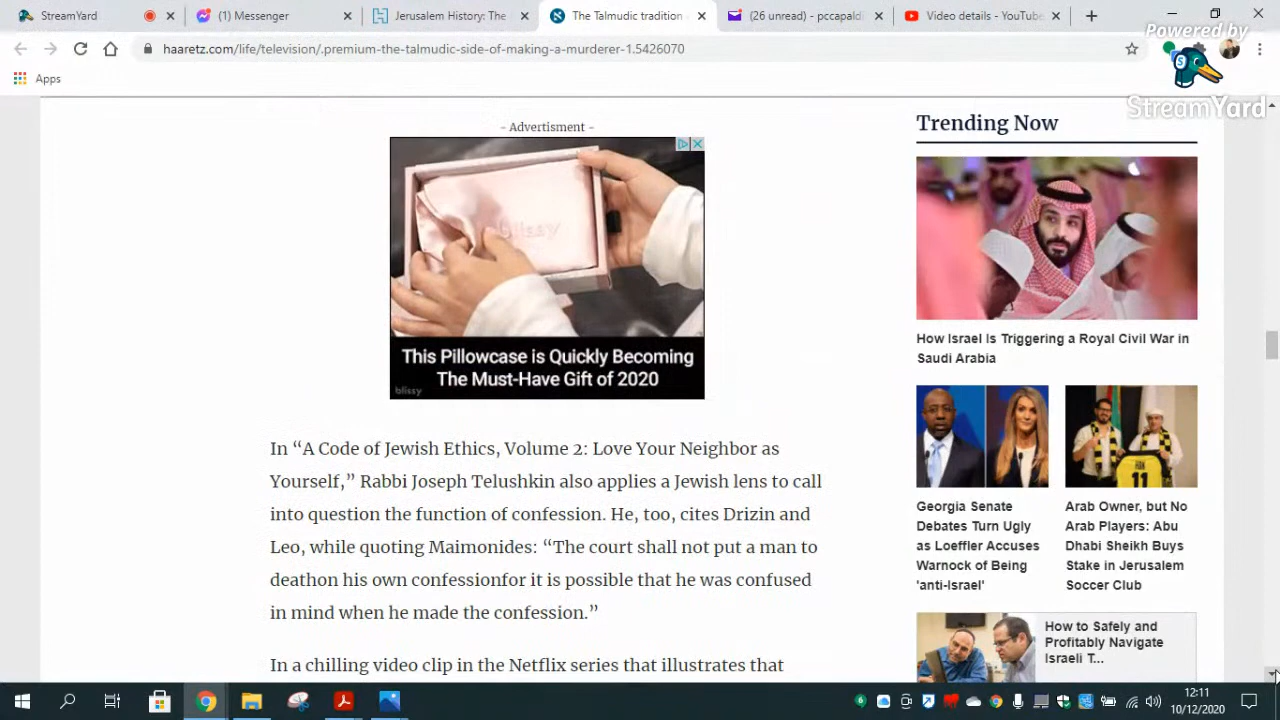 StreamYard
(1) Messenger
Jerusalem History: The
The Talmudic tradition
(26 unread) - pccapaldi
Video details - YouTube
haaretz.com/life/television/.premium-the-talmudic-side-of-making-a-murderer-1.5426070
Powered by
StreamYard
Apps
- Advertisment -
Trending Now
blissy
This Pillowcase is Quickly Becoming
The Must-Have Gift of 2020
blissy
How Israel Is Triggering a Royal Civil War in
Saudi Arabia
HAN
11
Georgia Senate
Debates Turn Ugly
as Loeffler Accuses
Warnock of Being
'anti-Israel'
Arab Owner, but No
Arab Players: Abu
Dhabi Sheikh Buys
Stake in Jerusalem
Soccer Club
In “A Code of Jewish Ethics, Volume 2: Love Your Neighbor as
Yourself,” Rabbi Joseph Telushkin also applies a Jewish lens to call
into question the function of confession. He, too, cites Drizin and
Leo, while quoting Maimonides: “The court shall not put a man to
deathon his own confessionfor it is possible that he was confused
in mind when he made the confession.”
In a chilling video clip in the Netflix series that illustrates that
How to Safely and
Profitably Navigate
Israeli T...
12:11
10/12/2020